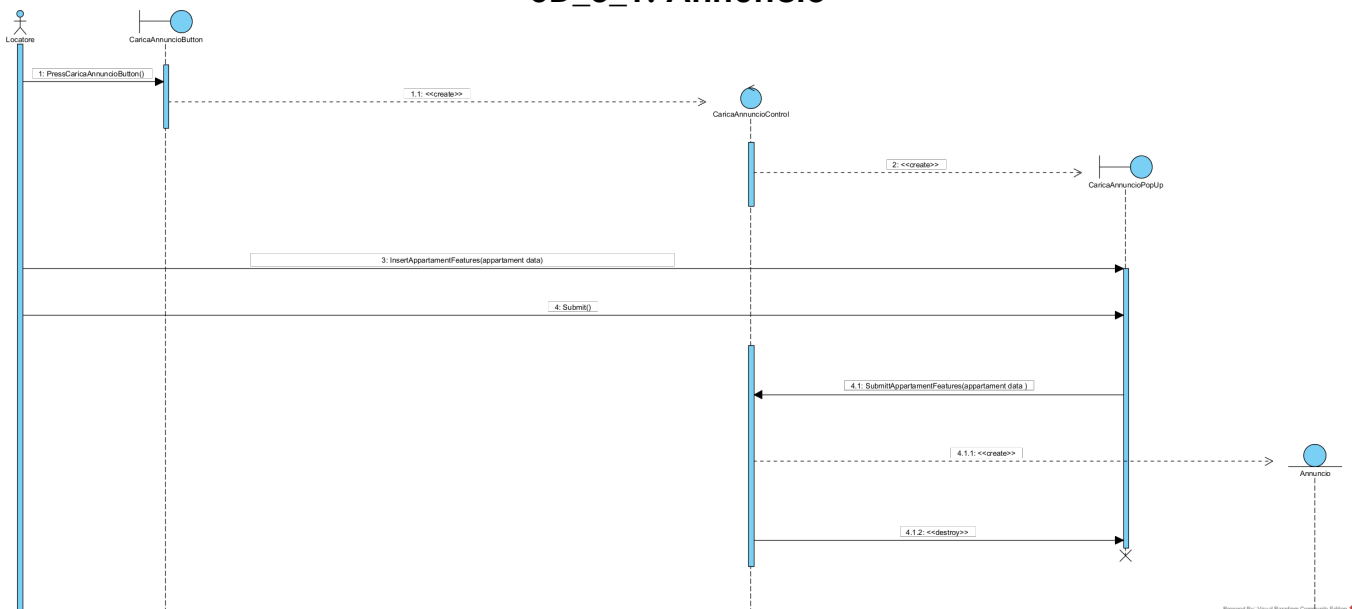 Locatore
CaricaAnnuncioButton
1: PressCaricaAnnuncioButton()
1.1: <<create>>
CaricaAnnuncioControl
2: <<create>>
CaricaAnnuncioPopUp
3: InsertAppartamentFeatures(appartament data)
4: Submit()
4.1: SubmitAppartamentFeatures(appartament data )
4.1.1: <<create>>
Annuncio
4.1.2: <<destroy>>